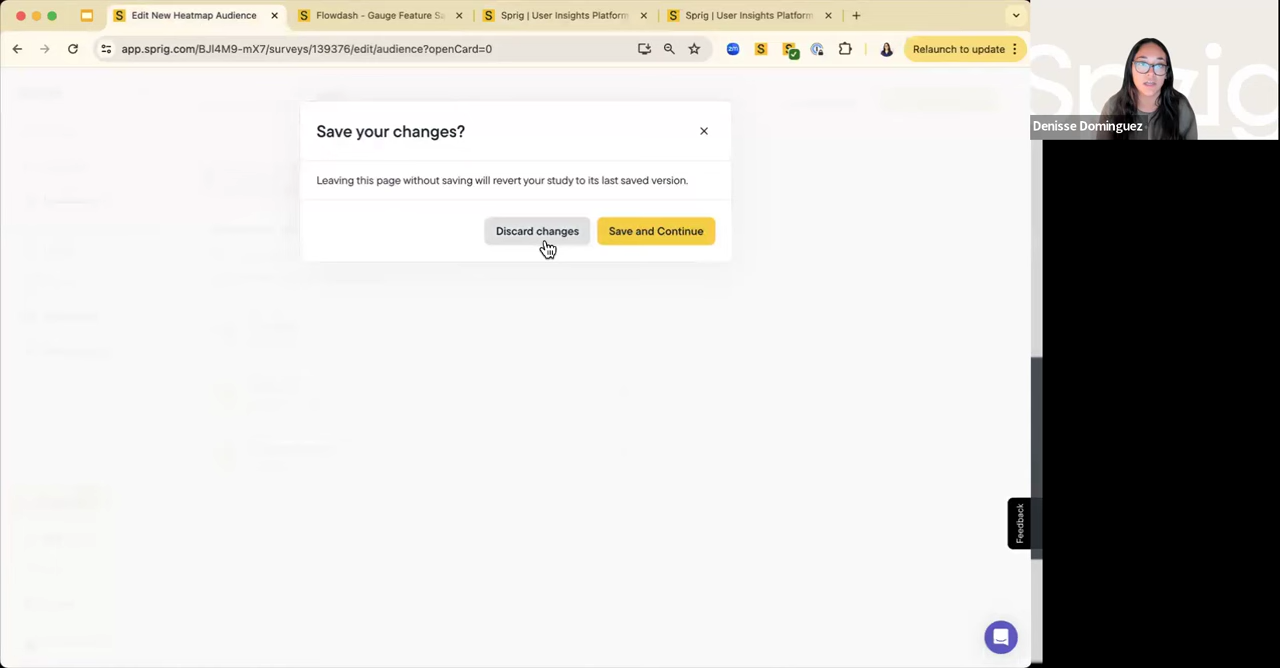 Edit New Heatmap Audience
Flowdash - Gauge Feature Sa
Sprig | User Insights Platform
Sprig | User Insights Platform
app.sprig.com/BJl4M9-mX7/surveys/139376/edit/audience?openCard=0
Relaunch to update
Save your changes?
Leaving this page without saving will revert your study to its last saved version.
Discard changes
Save and Continue
Denisse Dominguez
Feedback